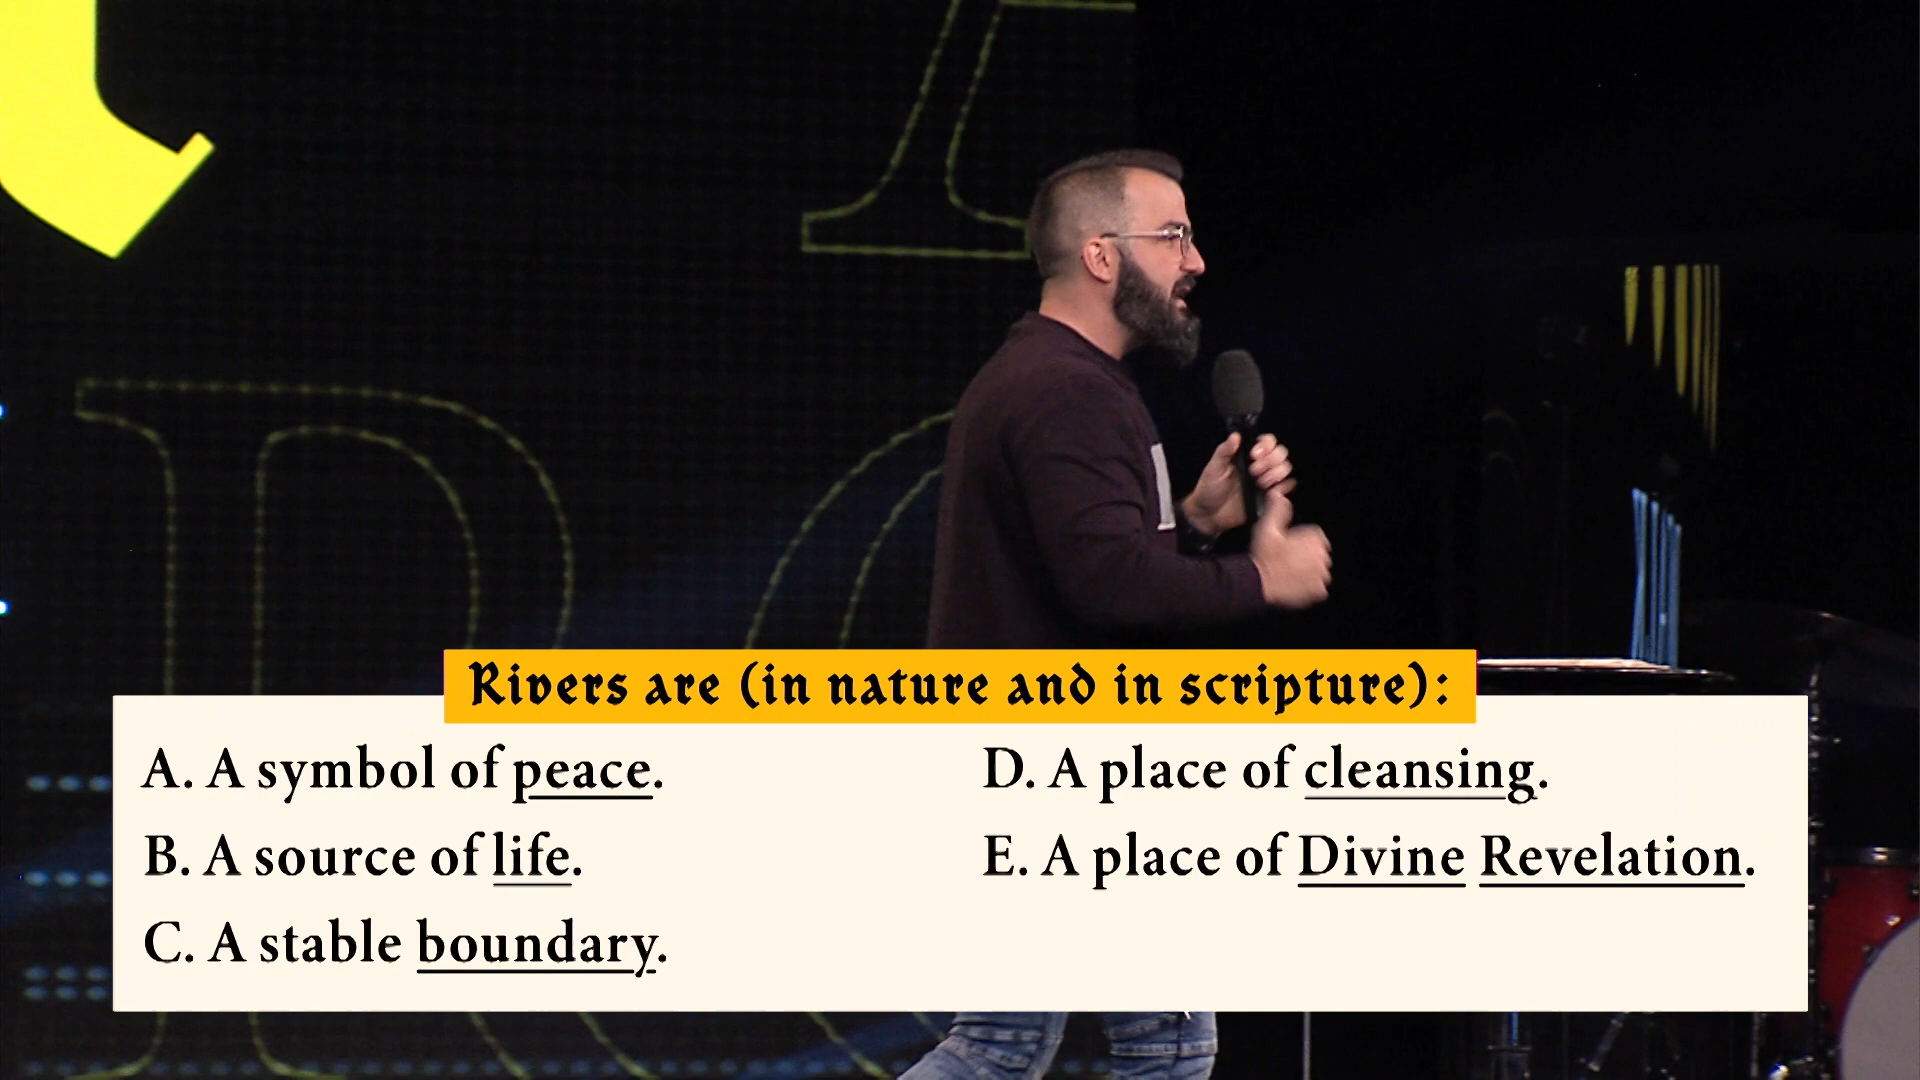 Rivers are (in nature and in scripture):
A. A symbol of peace.
B. A source of life.
C. A stable boundary.
D. A place of cleansing.
E. A place of Divine Revelation.